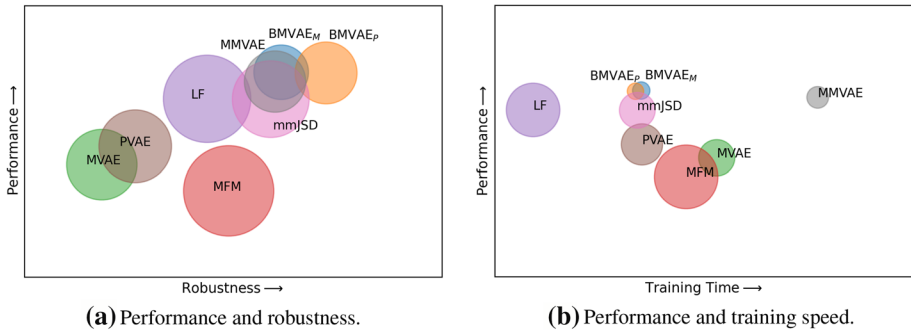 BMVAE_M BMVAE_P
MMVAE
LF
mmJSD
PVAE
MVAE
MFM
Performance →
Robustness →
(a) Performance and robustness.
BMVAE_P BMVAE_M
MMVAE
LF
mmJSD
PVAE
MVAE
MFM
Performance →
Training Time →
(b) Performance and training speed.